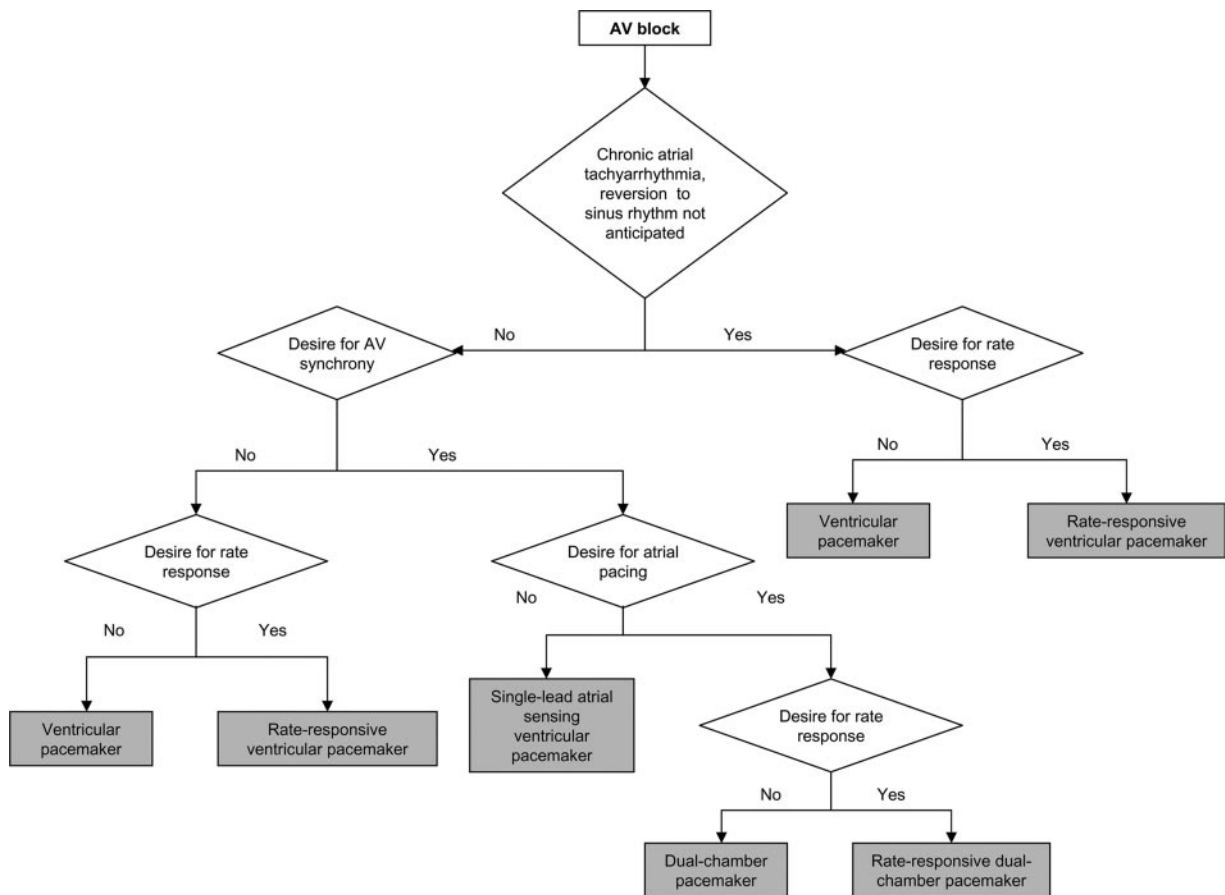 AV block
Chronic atrial
tachyarrhythmia,
reversion to
sinus rhythm not
anticipated
No
Yes
Desire for AV
synchrony
Desire for rate
response
No
Yes
No
Yes
Ventricular
pacemaker
Rate-responsive
ventricular pacemaker
Desire for rate
response
Desire for atrial
pacing
No
Yes
No
Yes
Ventricular
pacemaker
Rate-responsive
ventricular pacemaker
Single-lead atrial
sensing
ventricular
pacemaker
Desire for rate
response
No
Yes
Dual-chamber
pacemaker
Rate-responsive dual-
chamber pacemaker